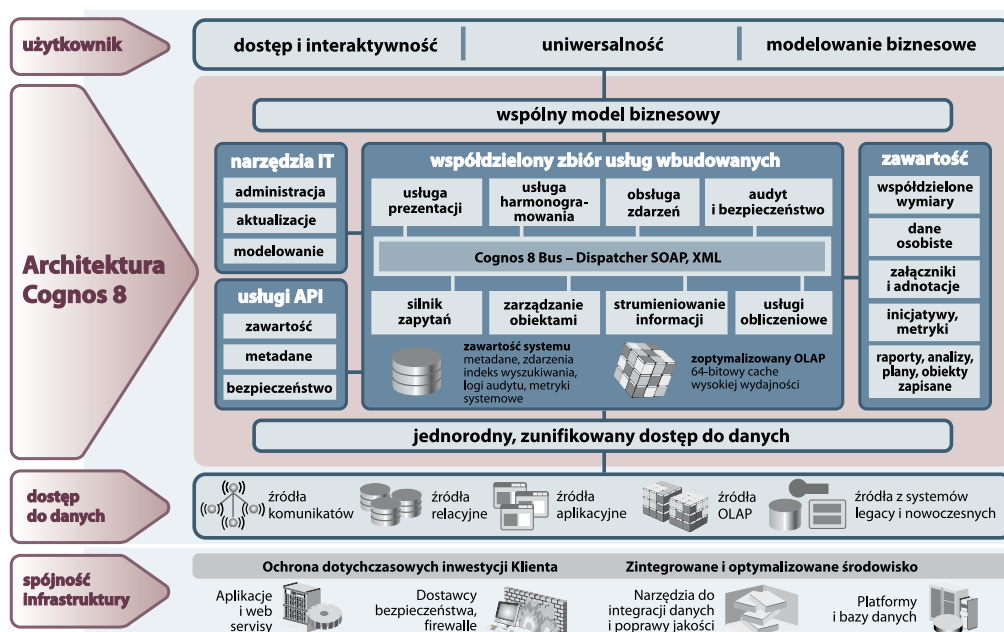 użytkownik
dostęp i interaktywność
uniwersalność
modelowanie biznesowe
Architektura
Cognos 8
wspólny model biznesowy
narzędzia IT
administracja
aktualizacje
modelowanie
usługi API
zawartość
metadane
bezpieczeństwo
współdzielony zbiór usług wbudowanych
usługa
prezentacji
usługa
harmonogra-
mowania
obsługa
zdarzeń
audyt
i bezpieczeństwo
Cognos 8 Bus – Dispatcher SOAP, XML
silnik
zapytań
zarządzanie
obiektami
strumieniowanie
informacji
usługi
obliczeniowe
zawartość systemu
metadane, zdarzenia
indeks wyszukiwania,
logi audytu, metryki
systemowe
zoptymalizowany OLAP
64-bitowy cache
wysokiej wydajności
zawartość
współdzielone
wymiary
dane
osobiste
załączniki
i adnotacje
inicjatywy,
metryki
raporty, analizy,
plany, obiekty
zapisane
jednorodny, zunifikowany dostęp do danych
dostęp
do danych
źródła
komunikatów
źródła
relacyjne
źródła
aplikacyjne
źródła
OLAP
źródła z systemów
legacy i nowoczesnych
spójność
infrastruktury
Ochrona dotychczasowych inwestycji Klienta
Zintegrowane i optymalizowane środowisko
Aplikacje
i web
servisy
Dostawcy
bezpieczeństwa,
firewalle
Narzędzia do
integracji danych
i poprawy jakości
Platformy
i bazy danych